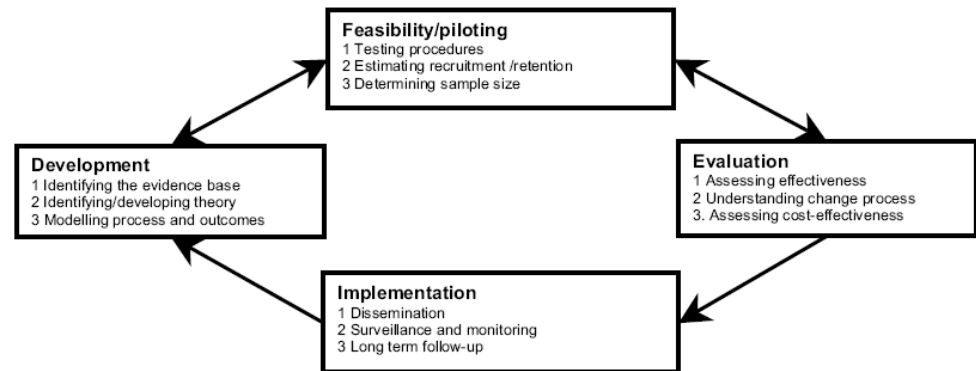 Feasibility/piloting
1 Testing procedures
2 Estimating recruitment /retention
3 Determining sample size
Development
1 Identifying the evidence base
2 Identifying/developing theory
3 Modelling process and outcomes
Evaluation
1 Assessing effectiveness
2 Understanding change process
3. Assessing cost-effectiveness
Implementation
1 Dissemination
2 Surveillance and monitoring
3 Long term follow-up